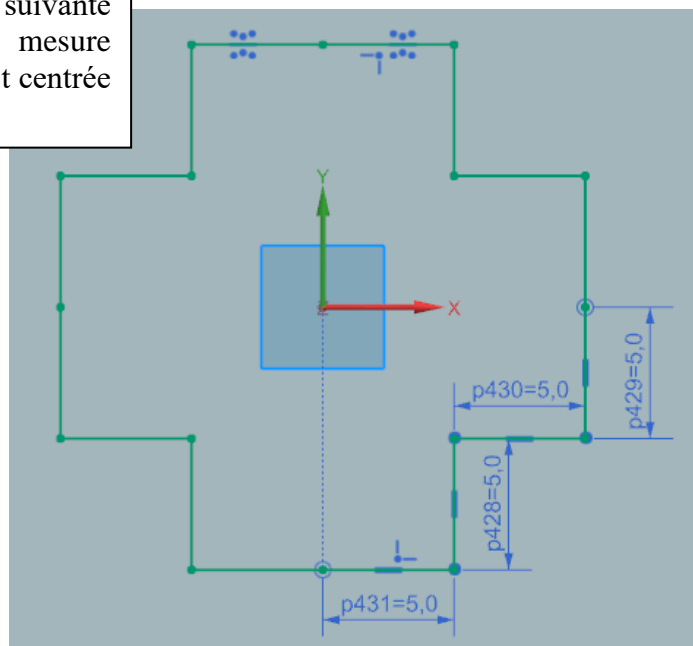 suivante
mesure
t centrée
Y
X
p430=5,0
p429=5,0
p428=5,0
p431=5,0